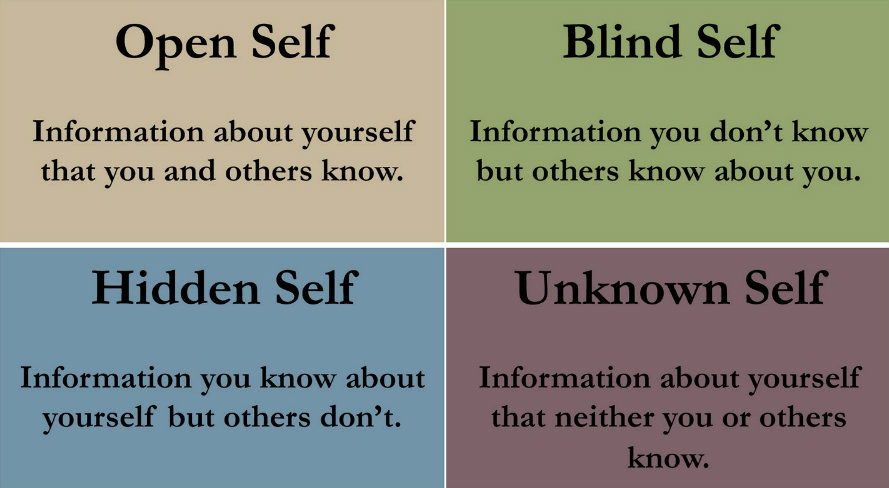 Open Self
Information about yourself
that you and others know.
Blind Self
Information you don’t know
but others know about you.
Hidden Self
Information you know about
yourself but others don’t.
Unknown Self
Information about yourself
that neither you or others
know.